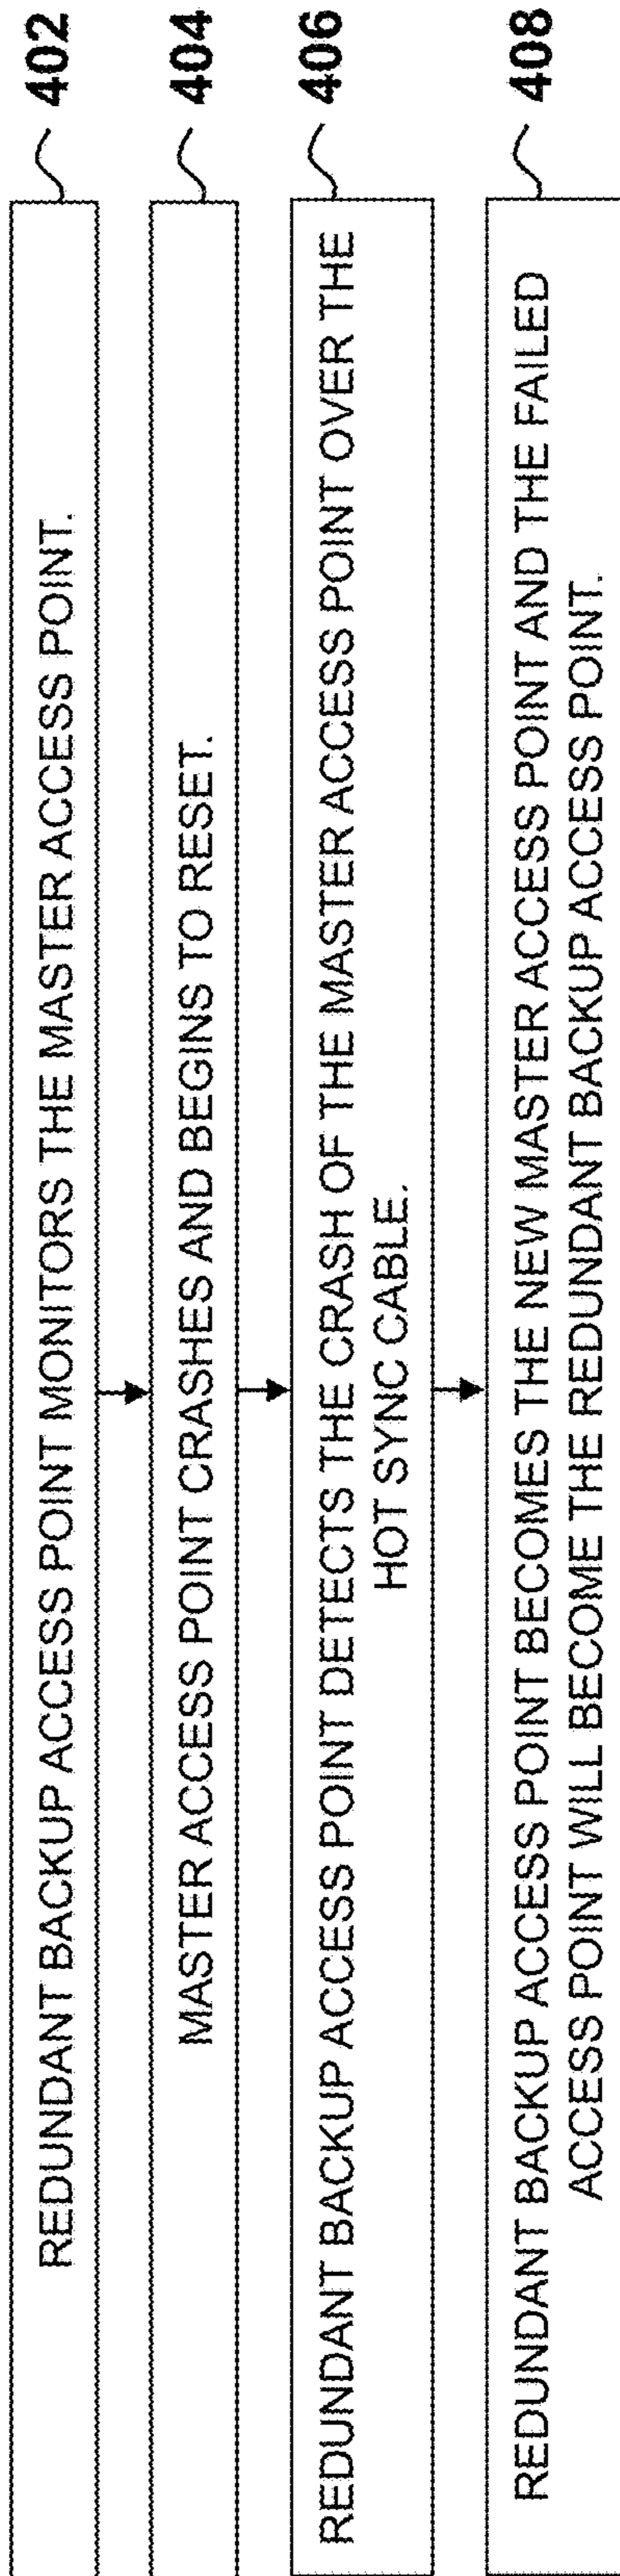 REDUNDANT BACKUP ACCESS POINT MONITORS THE MASTER ACCESS POINT.
402
MASTER ACCESS POINT CRASHES AND BEGINS TO RESET.
404
REDUNDANT BACKUP ACCESS POINT DETECTS THE CRASH OF THE MASTER ACCESS POINT OVER THE
HOT SYNC CABLE.
406
REDUNDANT BACKUP ACCESS POINT BECOMES THE NEW MASTER ACCESS POINT AND THE FAILED
ACCESS POINT WILL BECOME THE REDUNDANT BACKUP ACCESS POINT.
408